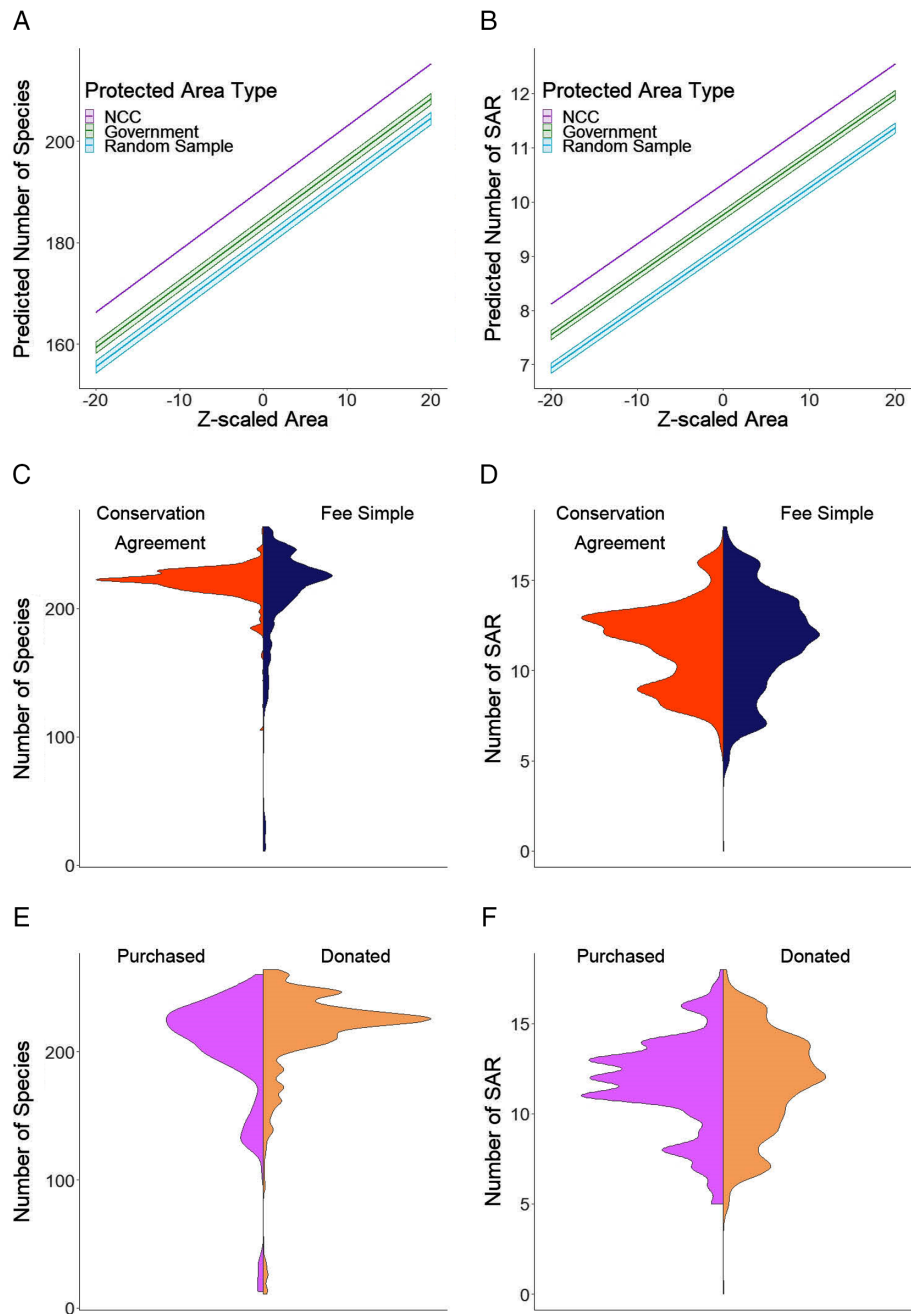 A
Predicted Number of Species
200
180
160
Protected Area Type
NCC
Government
Random Sample
-20
-10
0
10
20
Z-scaled Area
B
Predicted Number of SAR
12
11
10
9
8
7
Protected Area Type
NCC
Government
Random Sample
-20
-10
0
10
20
Z-scaled Area
C
Conservation
Agreement
Fee Simple
Number of Species
200
100
0
D
Conservation
Agreement
Fee Simple
Number of SAR
15
10
5
0
E
Purchased
Donated
Number of Species
200
100
0
F
Purchased
Donated
Number of SAR
15
10
5
0